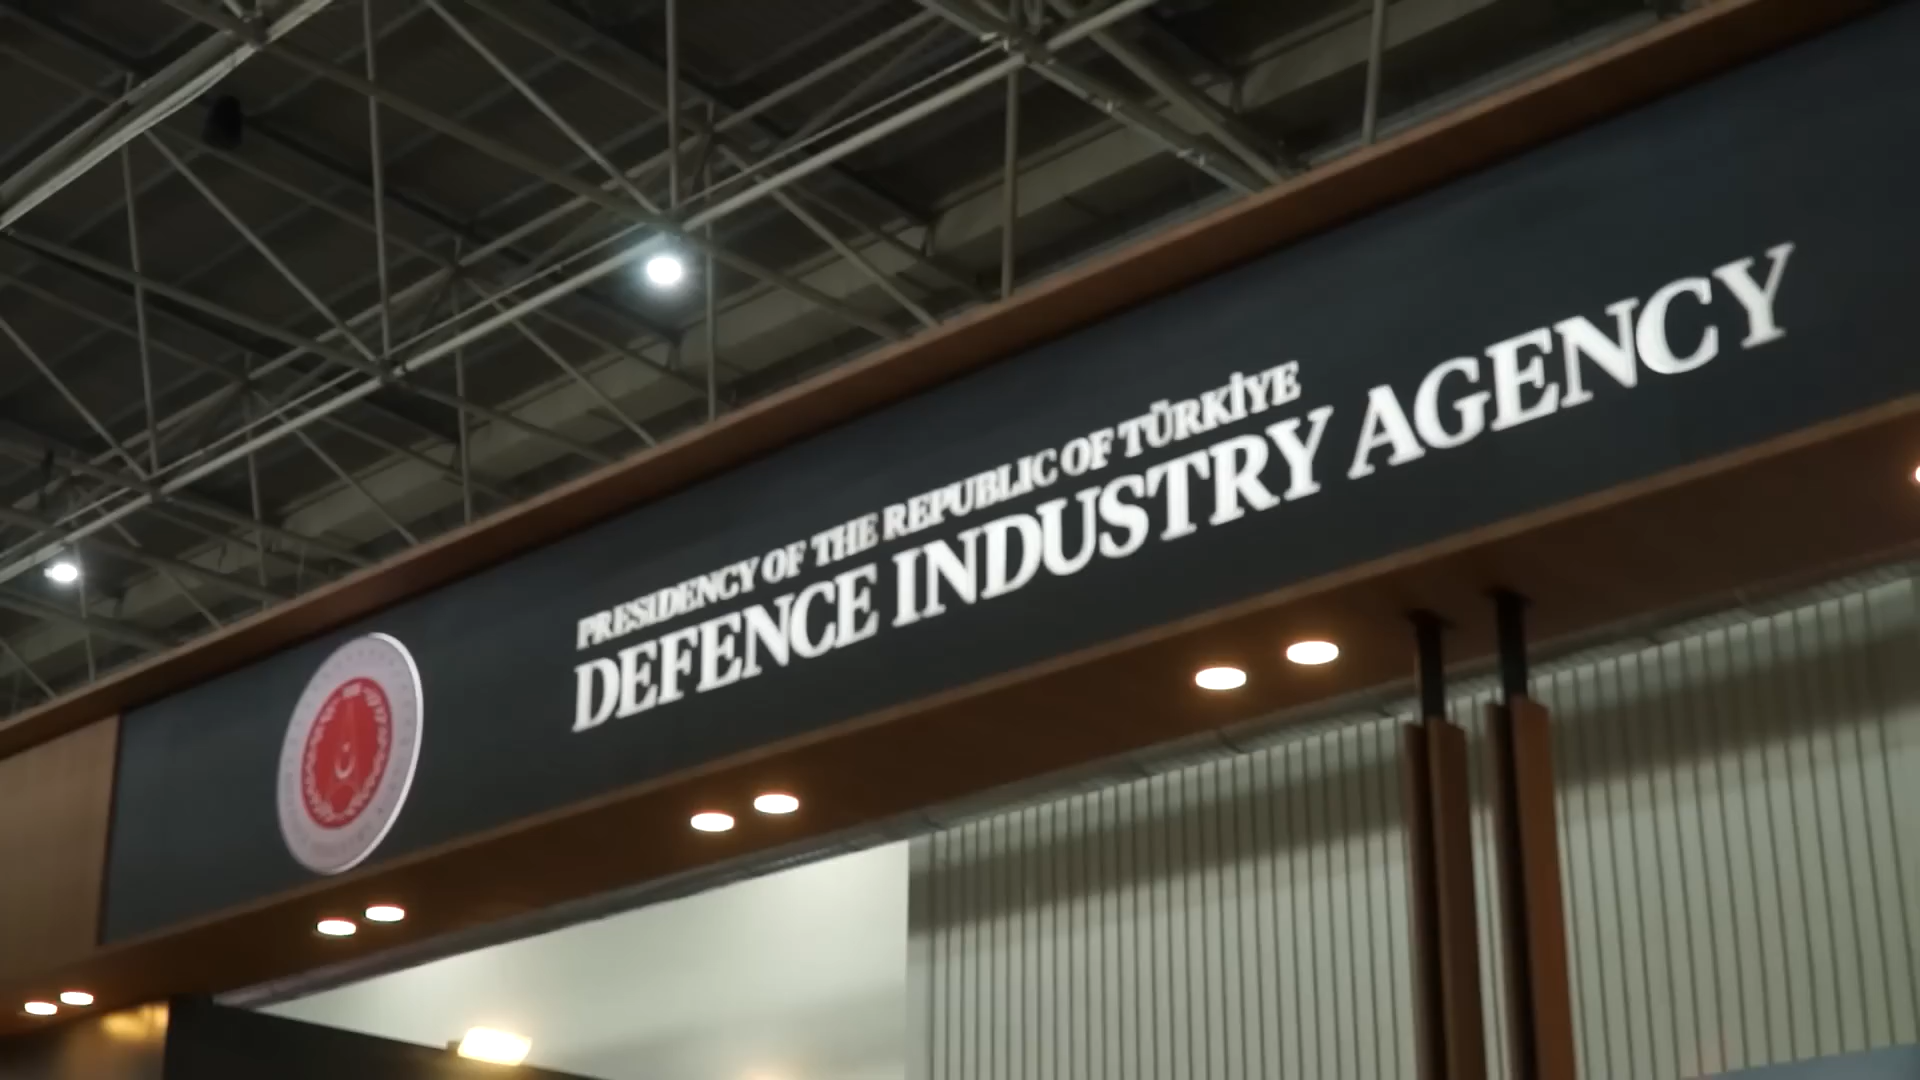 PRESIDENCY OF THE REPUBLIC OF TÜRKİYE
DEFENCE INDUSTRY AGENCY